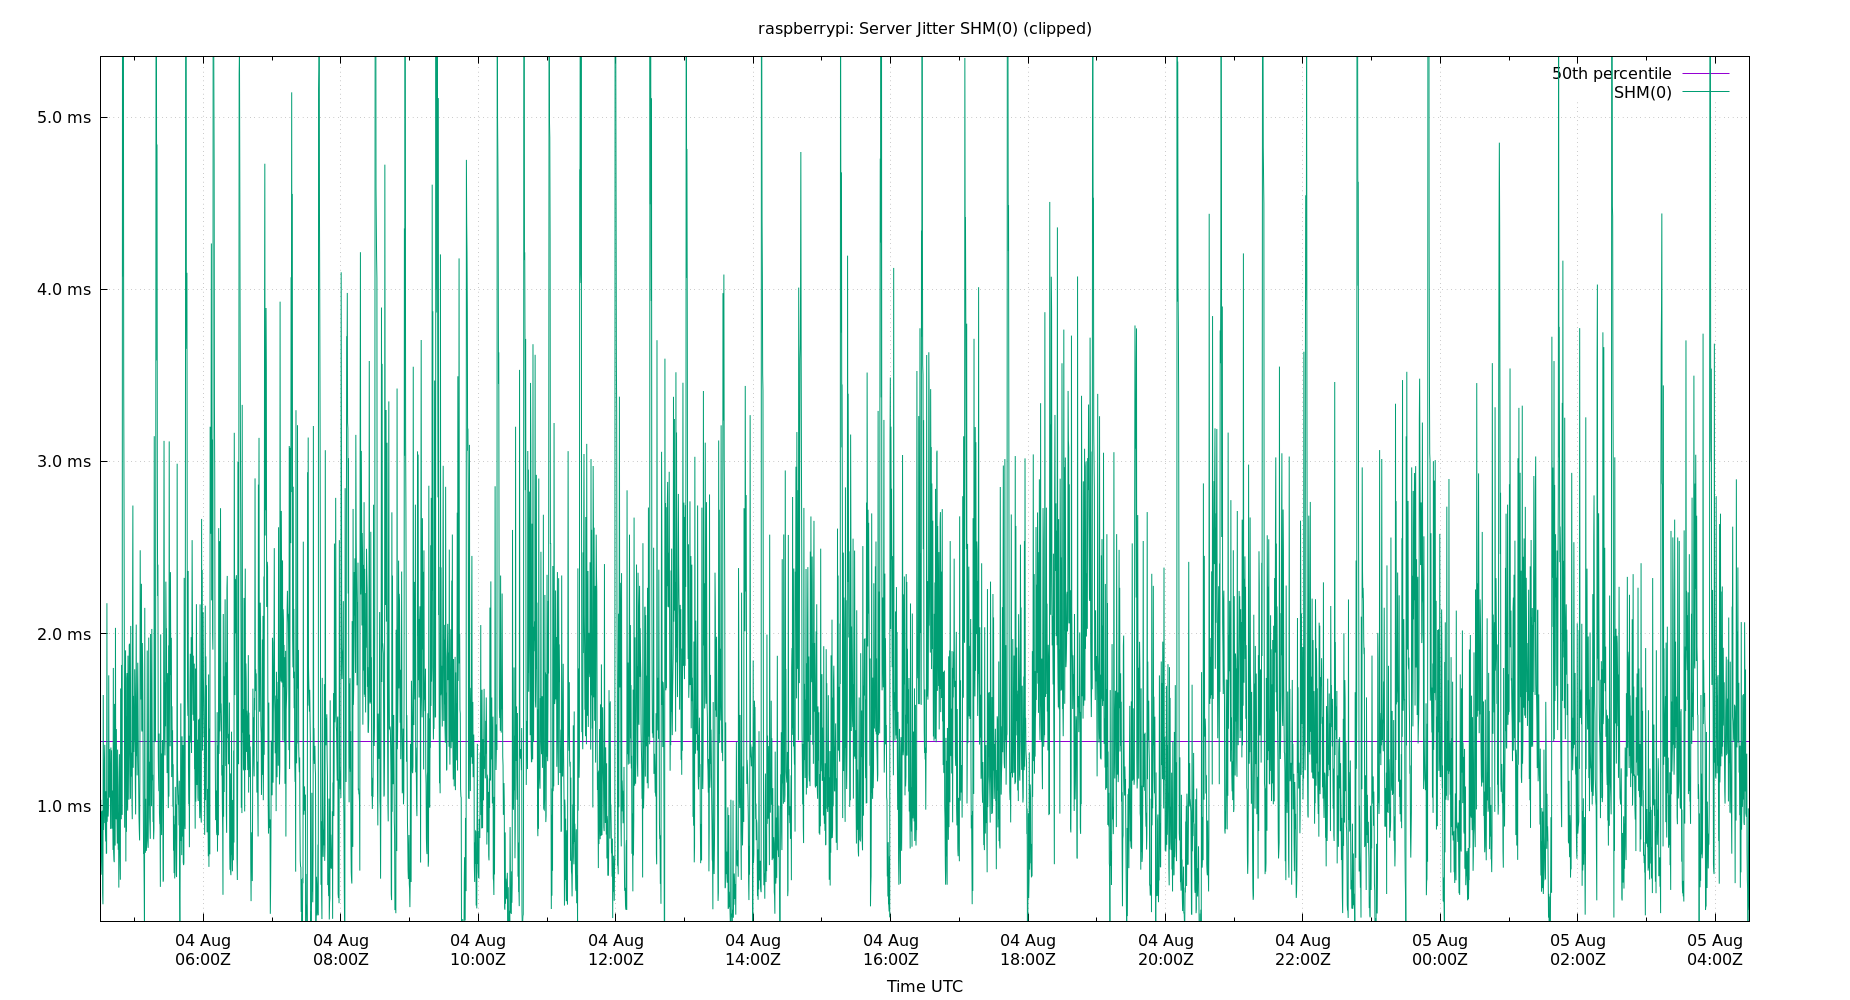 raspberrypi: Server Jitter SHM(0) (clipped)
50th percentile
SHM(0)
5.0 ms
4.0 ms
3.0 ms
2.0 ms
1.0 ms
04 Aug 04 Aug 04 Aug 04 Aug 04 Aug 04 Aug 04 Aug 04 Aug 04 Aug 05 Aug 05 Aug 05 Aug
06:00Z 08:00Z 10:00Z 12:00Z 14:00Z 16:00Z 18:00Z 20:00Z 22:00Z 00:00Z 02:00Z 04:00Z
Time UTC